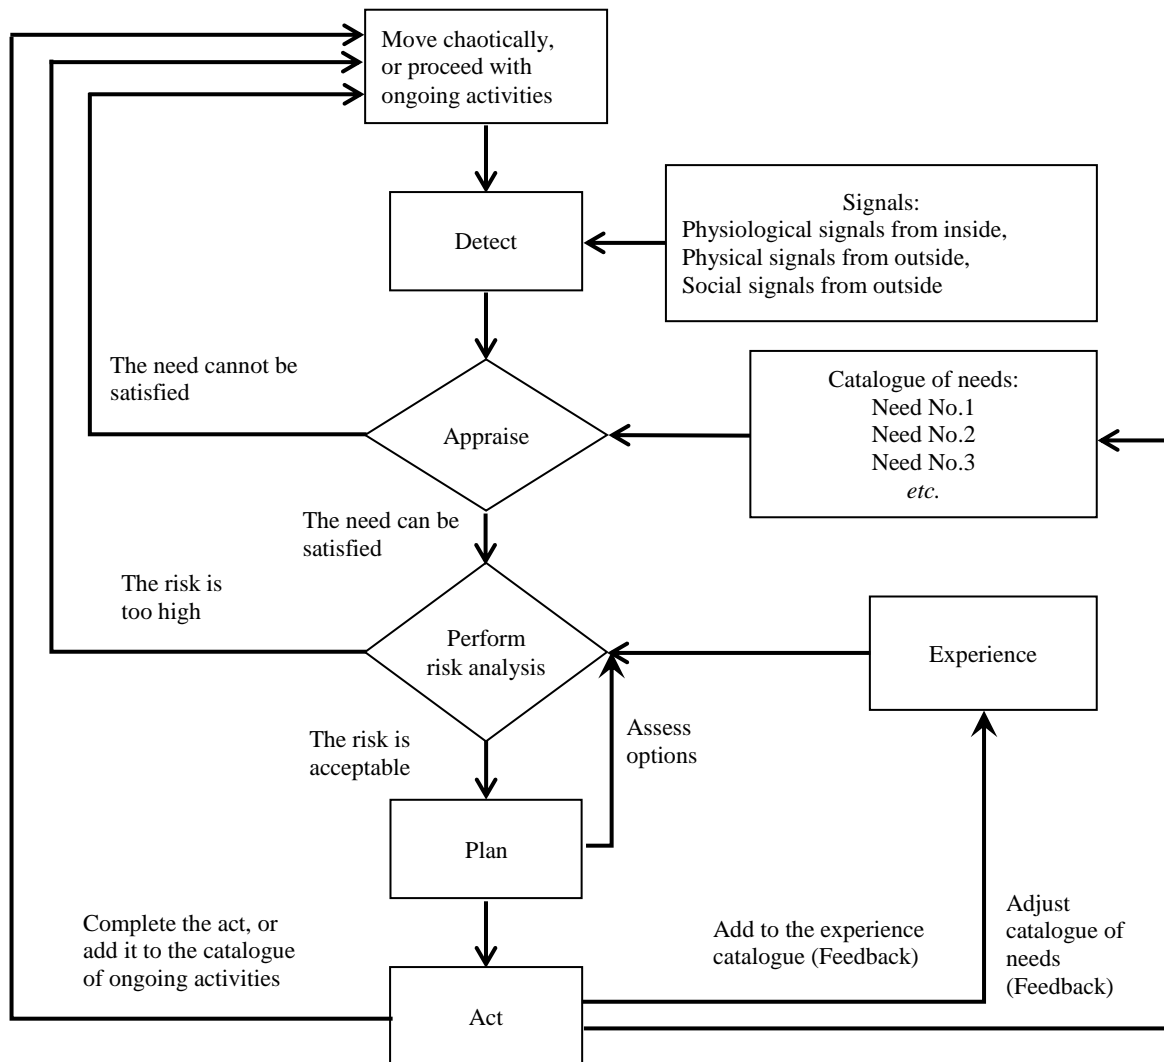 Move chaotically,
or proceed with
ongoing activities
Detect
Signals:
Physiological signals from inside,
Physical signals from outside,
Social signals from outside
The need cannot be
satisfied
Appraise
Catalogue of needs:
Need No.1
Need No.2
Need No.3
etc.
The need can be
satisfied
The risk is
too high
Perform
risk analysis
Experience
The risk is
acceptable
Assess
options
Plan
Complete the act, or
add it to the catalogue
of ongoing activities
Add to the experience
catalogue (Feedback)
Adjust
catalogue of
needs
(Feedback)
Act